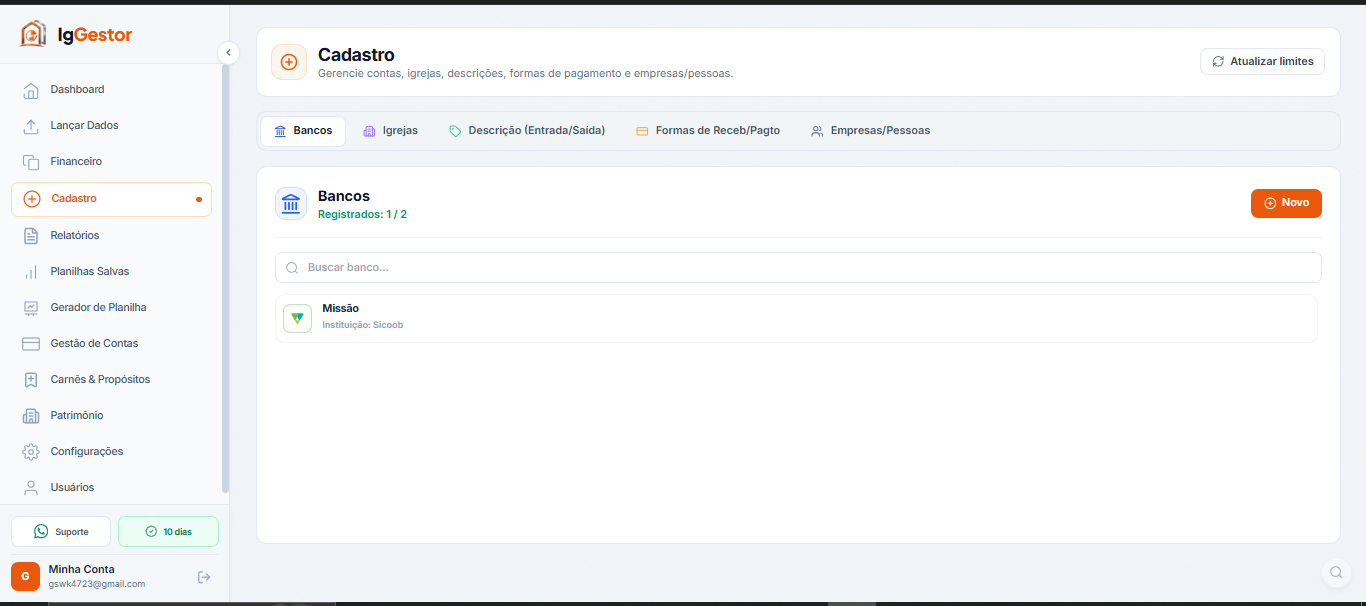 IgGestor
Dashboard
Lançar Dados
Financeiro
Cadastro
Relatórios
Planilhas Salvas
Gerador de Planilha
Gestão de Contas
Carnês & Propósitos
Patrimônio
Configurações
Usuários
Suporte
10 dias
G
Minha Conta
gswk4723@gmail.com
Cadastro
Gerencie contas, igrejas, descrições, formas de pagamento e empresas/pessoas.
Atualizar limites
Bancos
Igrejas
Descrição (Entrada/Saída)
Formas de Receb/Pagto
Empresas/Pessoas
Bancos
Registrados: 1 / 2
Novo
Buscar banco...
Missão
Instituição: Sicoob